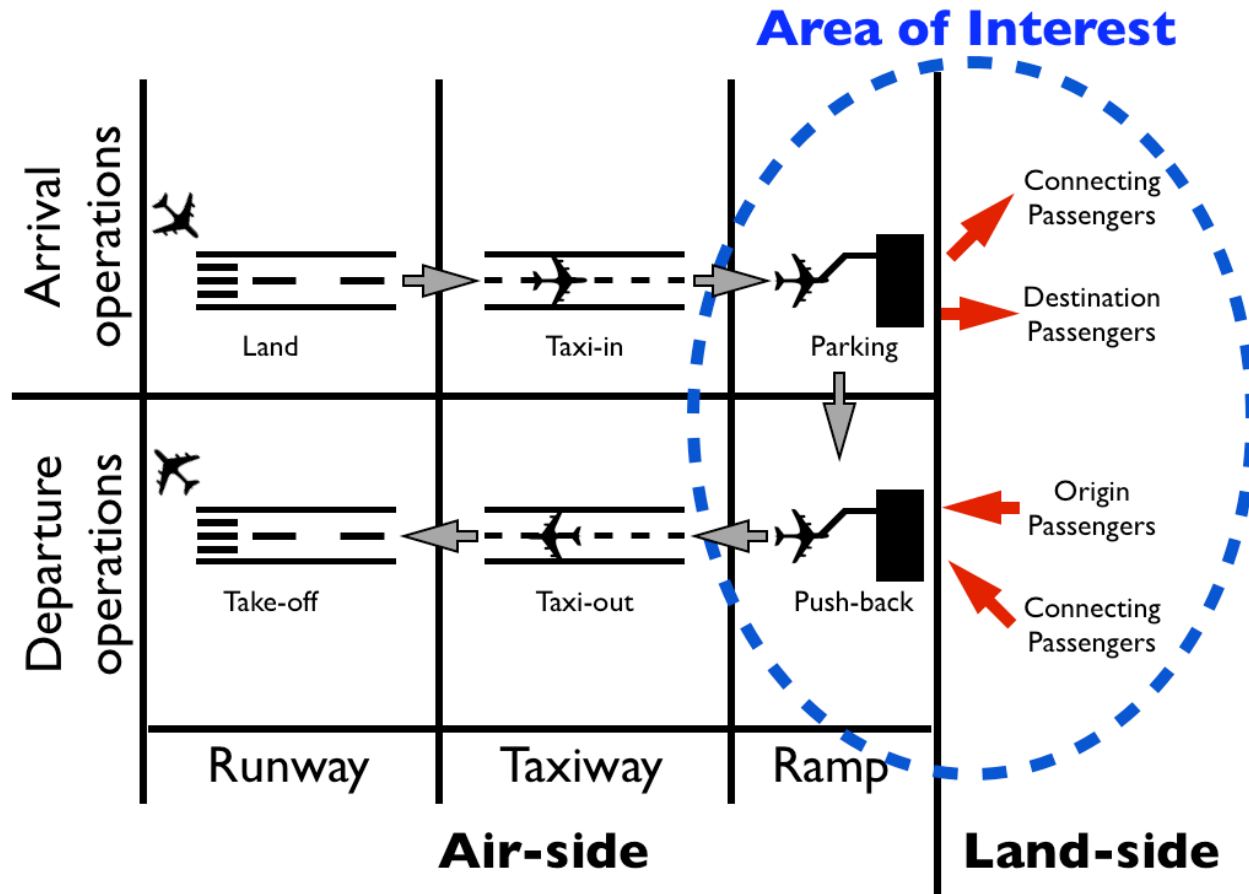 Area of Interest
Arrival
operations
Connecting
Passengers
Destination
Passengers
Land
Taxi-in
Parking
Departure
operations
Origin
Passengers
Connecting
Passengers
Take-off
Taxi-out
Push-back
Runway
Taxiway
Ramp
Air-side
Land-side